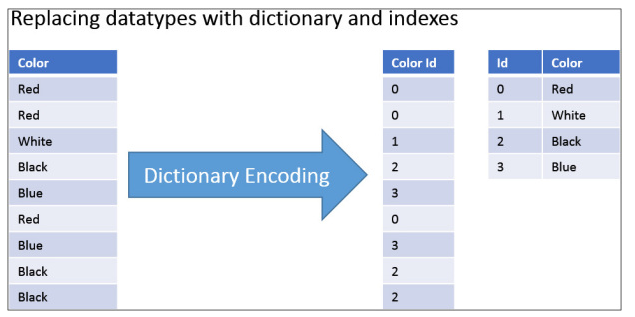 Replacing datatypes with dictionary and indexes
Color
Red
Red
White
Black
Blue
Red
Blue
Black
Black
Dictionary Encoding
Color Id
0
0
1
2
3
0
3
2
2
Id Color
0 Red
1 White
2 Black
3 Blue